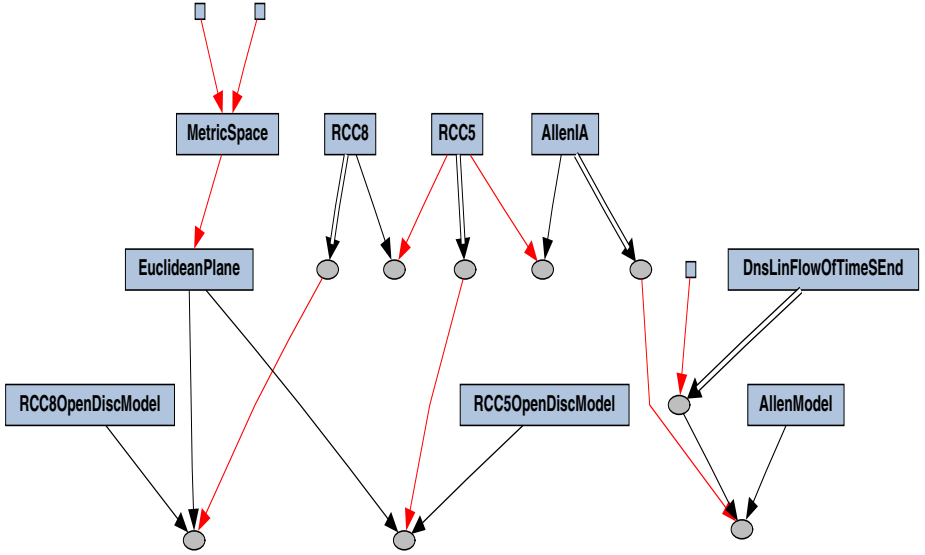 MetricSpace
RCC8
RCC5
AllenIA
EuclideanPlane
DnsLinFlowOfTimeSEnd
RCC8OpenDiscModel
RCC5OpenDiscModel
AllenModel